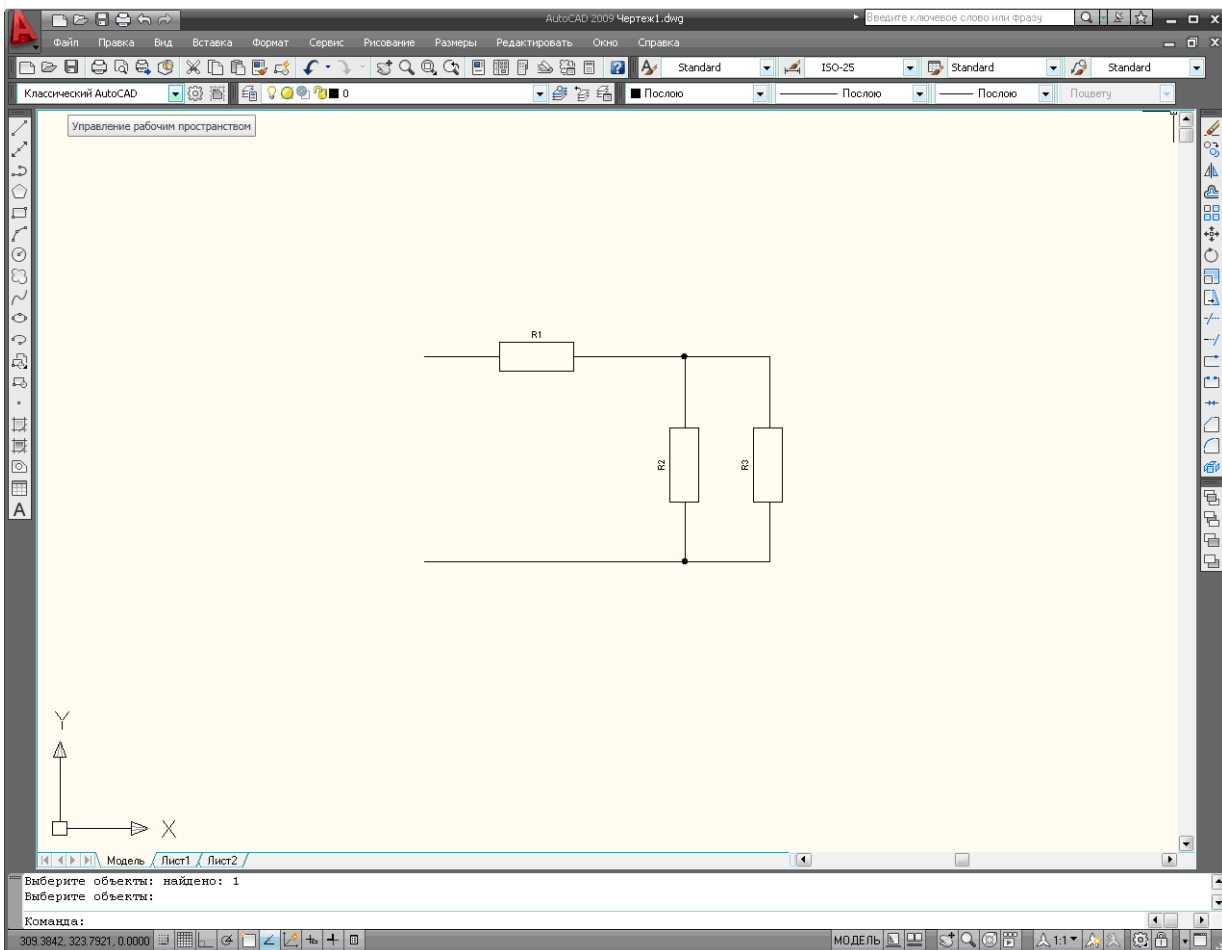 AutoCAD 2009 Чертеж1.dwg
Введите ключевое слово или фразу
Файл Правка Вид Вставка Формат Сервис Рисование Размеры Редактировать Окно Справка
Standard ISO-25 Standard Standard
Классический AutoCAD 0 Послою Послою Послою Поцвету
Управление рабочим пространством
A
R1
R2
R3
Y
X
Модель Лист1 Лист2
Выберите объекты: найдено: 1
Выберите объекты:
Команда:
309.3842, 323.7921, 0.0000 МОДЕЛЬ 1:1